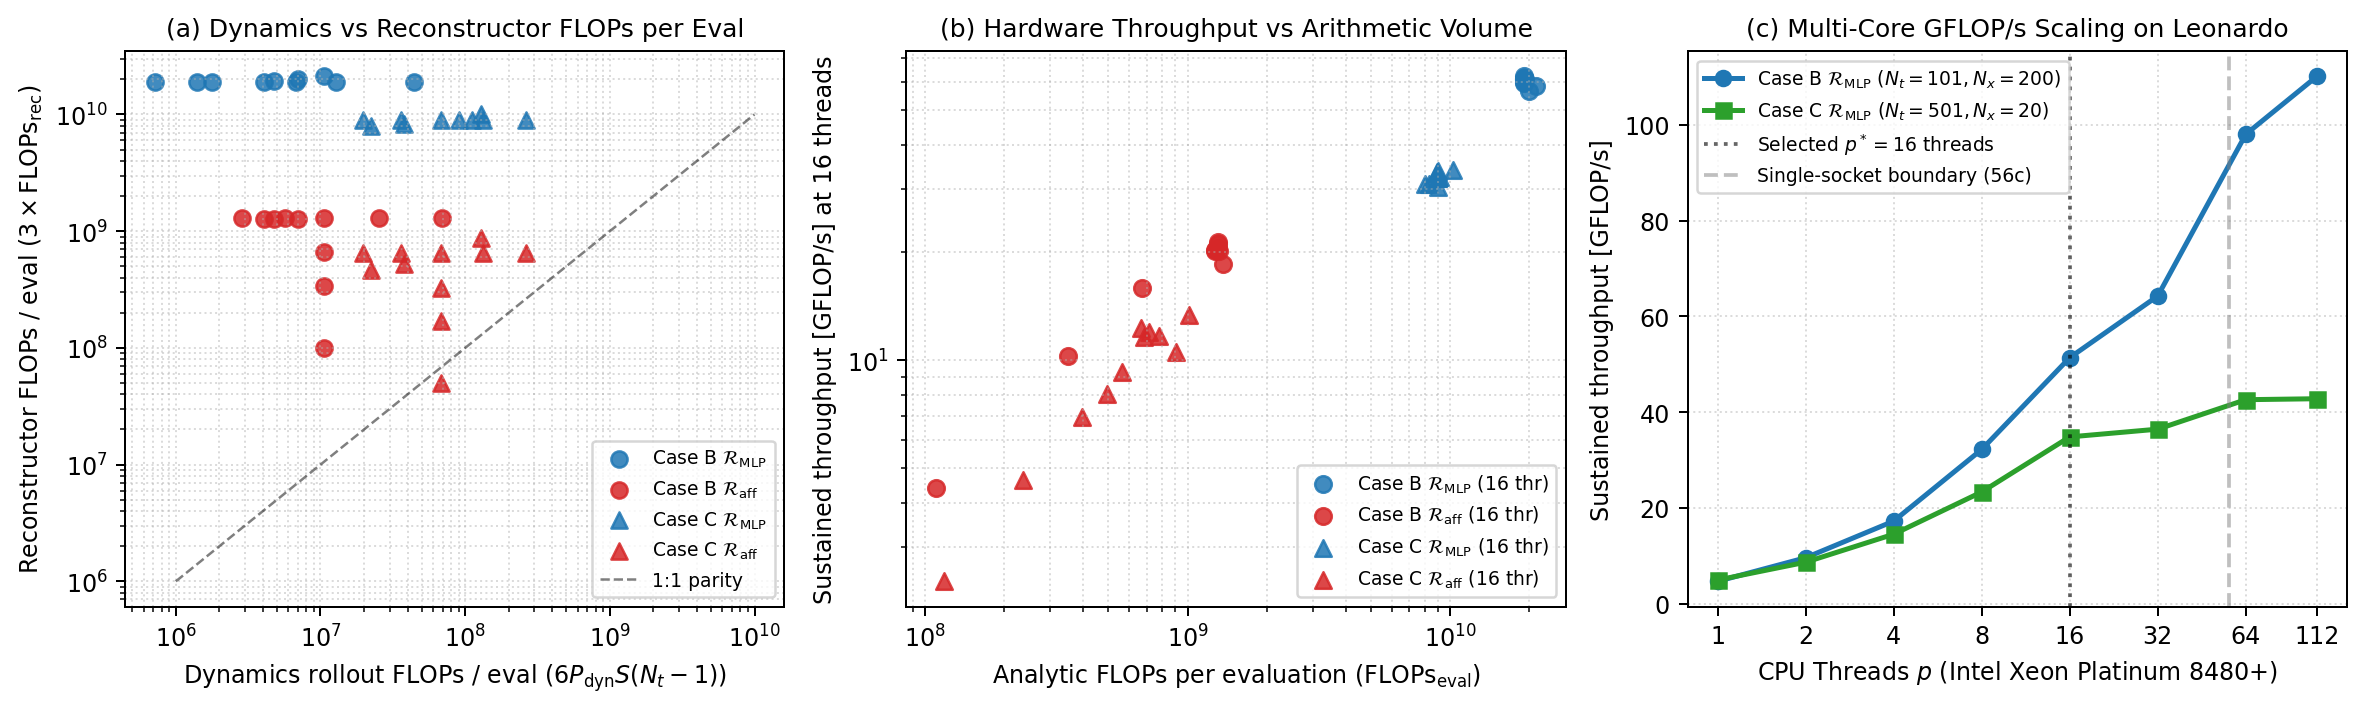 (a) Dynamics vs Reconstructor FLOPs per Eval
Reconstructor FLOPs / eval (3 × FLOPs_rec)
10^10
10^9
10^8
10^7
10^6
10^6 10^7 10^8 10^9 10^10
Dynamics rollout FLOPs / eval (6P_dyn S(N_t − 1))
Case B R_MLP
Case B R_aff
Case C R_MLP
Case C R_aff
1:1 parity
(b) Hardware Throughput vs Arithmetic Volume
Sustained throughput [GFLOP/s] at 16 threads
10^1
10^8 10^9 10^10
Analytic FLOPs per evaluation (FLOPs_eval)
Case B R_MLP (16 thr)
Case B R_aff (16 thr)
Case C R_MLP (16 thr)
Case C R_aff (16 thr)
(c) Multi-Core GFLOP/s Scaling on Leonardo
Sustained throughput [GFLOP/s]
100
80
60
40
20
0
1 2 4 8 16 32 64 112
CPU Threads p (Intel Xeon Platinum 8480+)
Case B R_MLP (N_t = 101, N_x = 200)
Case C R_MLP (N_t = 501, N_x = 20)
Selected p* = 16 threads
Single-socket boundary (56c)